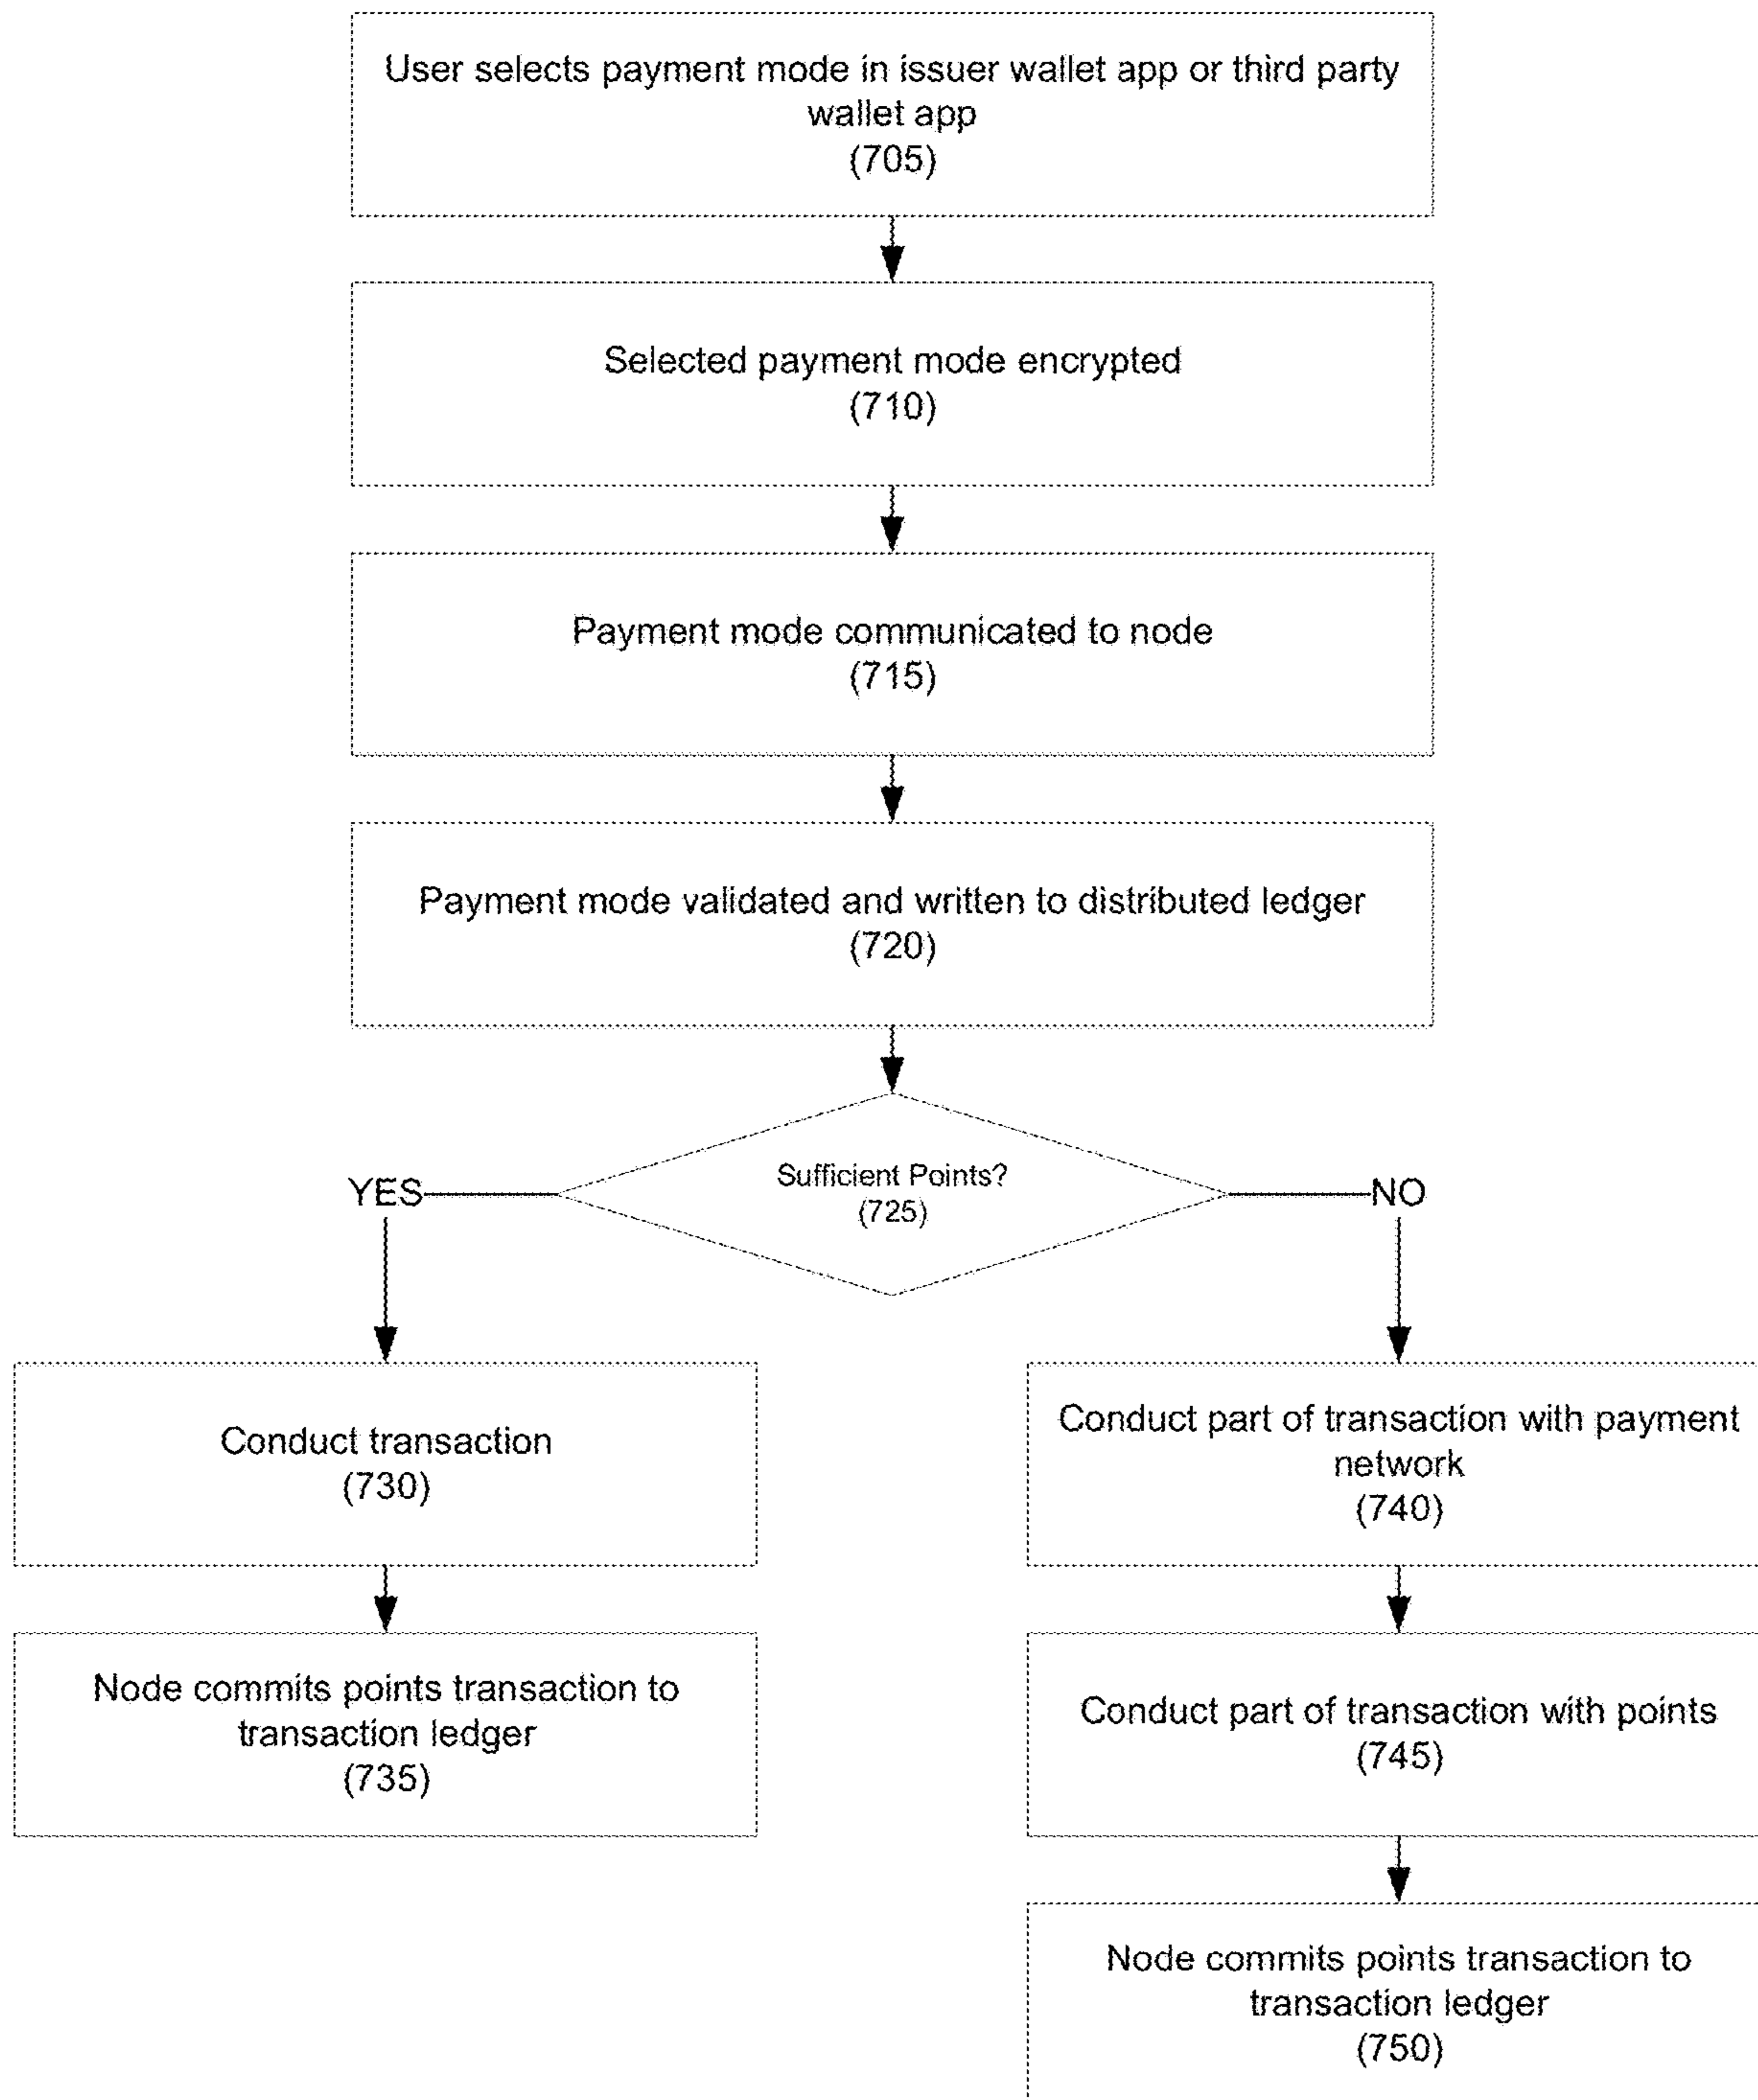 User selects payment mode in issuer wallet app or third party
wallet app
(705)
Selected payment mode encrypted
(710)
Payment mode communicated to node
(715)
Payment mode validated and written to distributed ledger
(720)
Sufficient Points?
(725)
YES
NO
Conduct transaction
(730)
Conduct part of transaction with payment
network
(740)
Node commits points transaction to
transaction ledger
(735)
Conduct part of transaction with points
(745)
Node commits points transaction to
transaction ledger
(750)